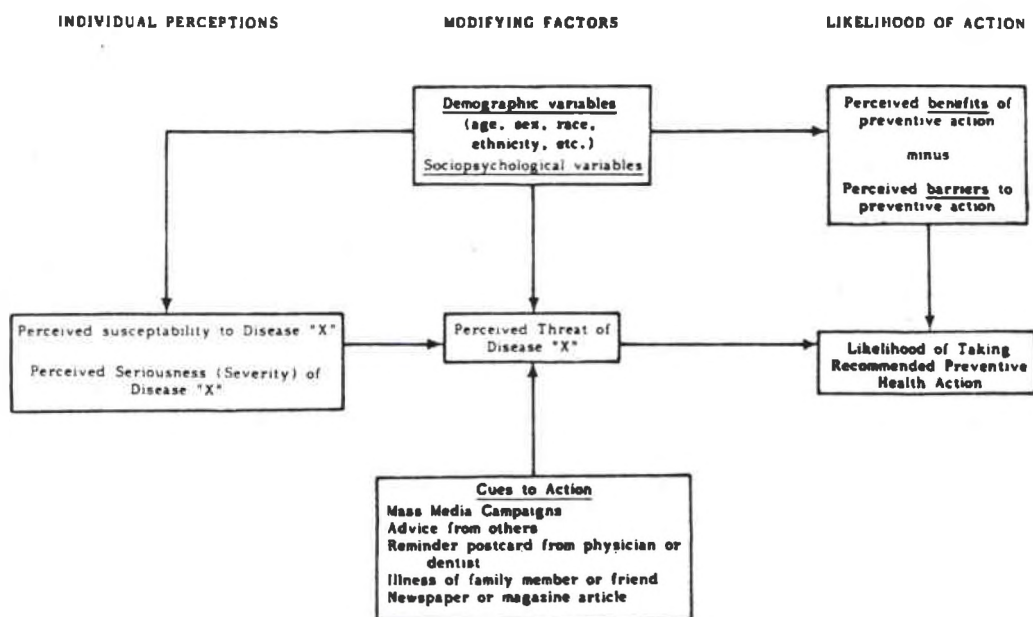 INDIVIDUAL PERCEPTIONS
MODIFYING FACTORS
LIKELIHOOD OF ACTION
Demographic variables
(age, sex, race,
ethnicity, etc.)
Sociopsychological variables
Perceived benefits of
preventive action
minus
Perceived barriers to
preventive action
Perceived susceptability to Disease "X"
Perceived Seriousness (Severity) of
Disease "X"
Perceived Threat of
Disease "X"
Likelihood of Taking
Recommended Preventive
Health Action
Cues to Action
Mass Media Campaigns
Advice from others
Reminder postcard from physician or
dentist
Illness of family member or friend
Newspaper or magazine article